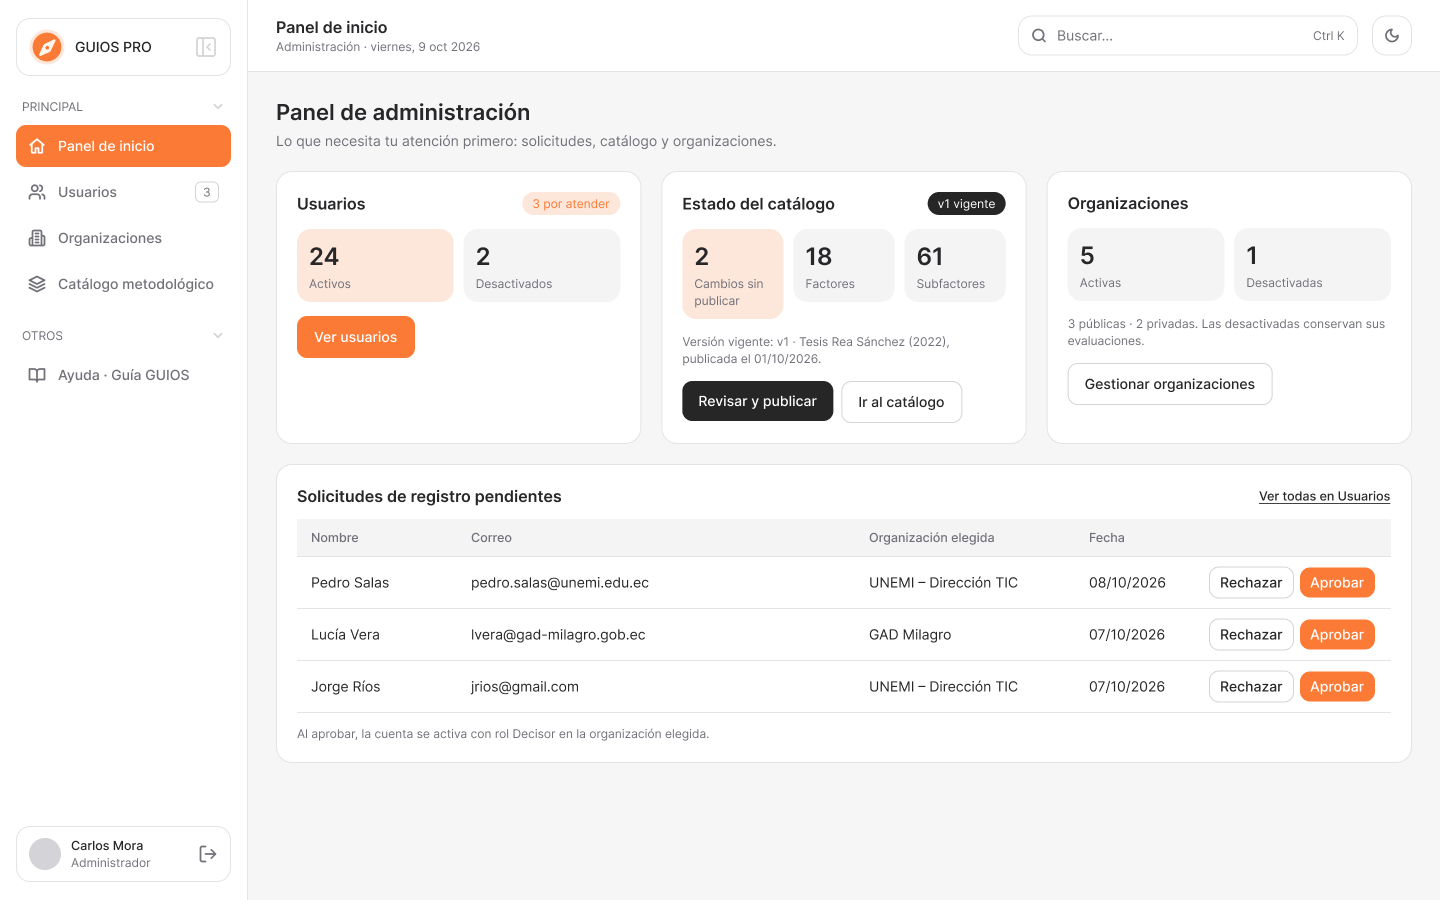 GUIOS PRO
PRINCIPAL
Panel de inicio
Usuarios 3
Organizaciones
Catálogo metodológico
OTROS
Ayuda · Guía GUIOS
Carlos Mora
Administrador
Panel de inicio
Administración · viernes, 9 oct 2026
Buscar... Ctrl K
Panel de administración
Lo que necesita tu atención primero: solicitudes, catálogo y organizaciones.
Usuarios 3 por atender
24 2
Activos Desactivados
Ver usuarios
Estado del catálogo v1 vigente
2 18 61
Cambios sin Factores Subfactores
publicar
Versión vigente: v1 · Tesis Rea Sánchez (2022),
publicada el 01/10/2026.
Revisar y publicar Ir al catálogo
Organizaciones
5 1
Activas Desactivadas
3 públicas · 2 privadas. Las desactivadas conservan sus
evaluaciones.
Gestionar organizaciones
Solicitudes de registro pendientes Ver todas en Usuarios
Nombre Correo Organización elegida Fecha
Pedro Salas pedro.salas@unemi.edu.ec UNEMI – Dirección TIC 08/10/2026 Rechazar Aprobar
Lucía Vera lvera@gad-milagro.gob.ec GAD Milagro 07/10/2026 Rechazar Aprobar
Jorge Ríos jrios@gmail.com UNEMI – Dirección TIC 07/10/2026 Rechazar Aprobar
Al aprobar, la cuenta se activa con rol Decisor en la organización elegida.